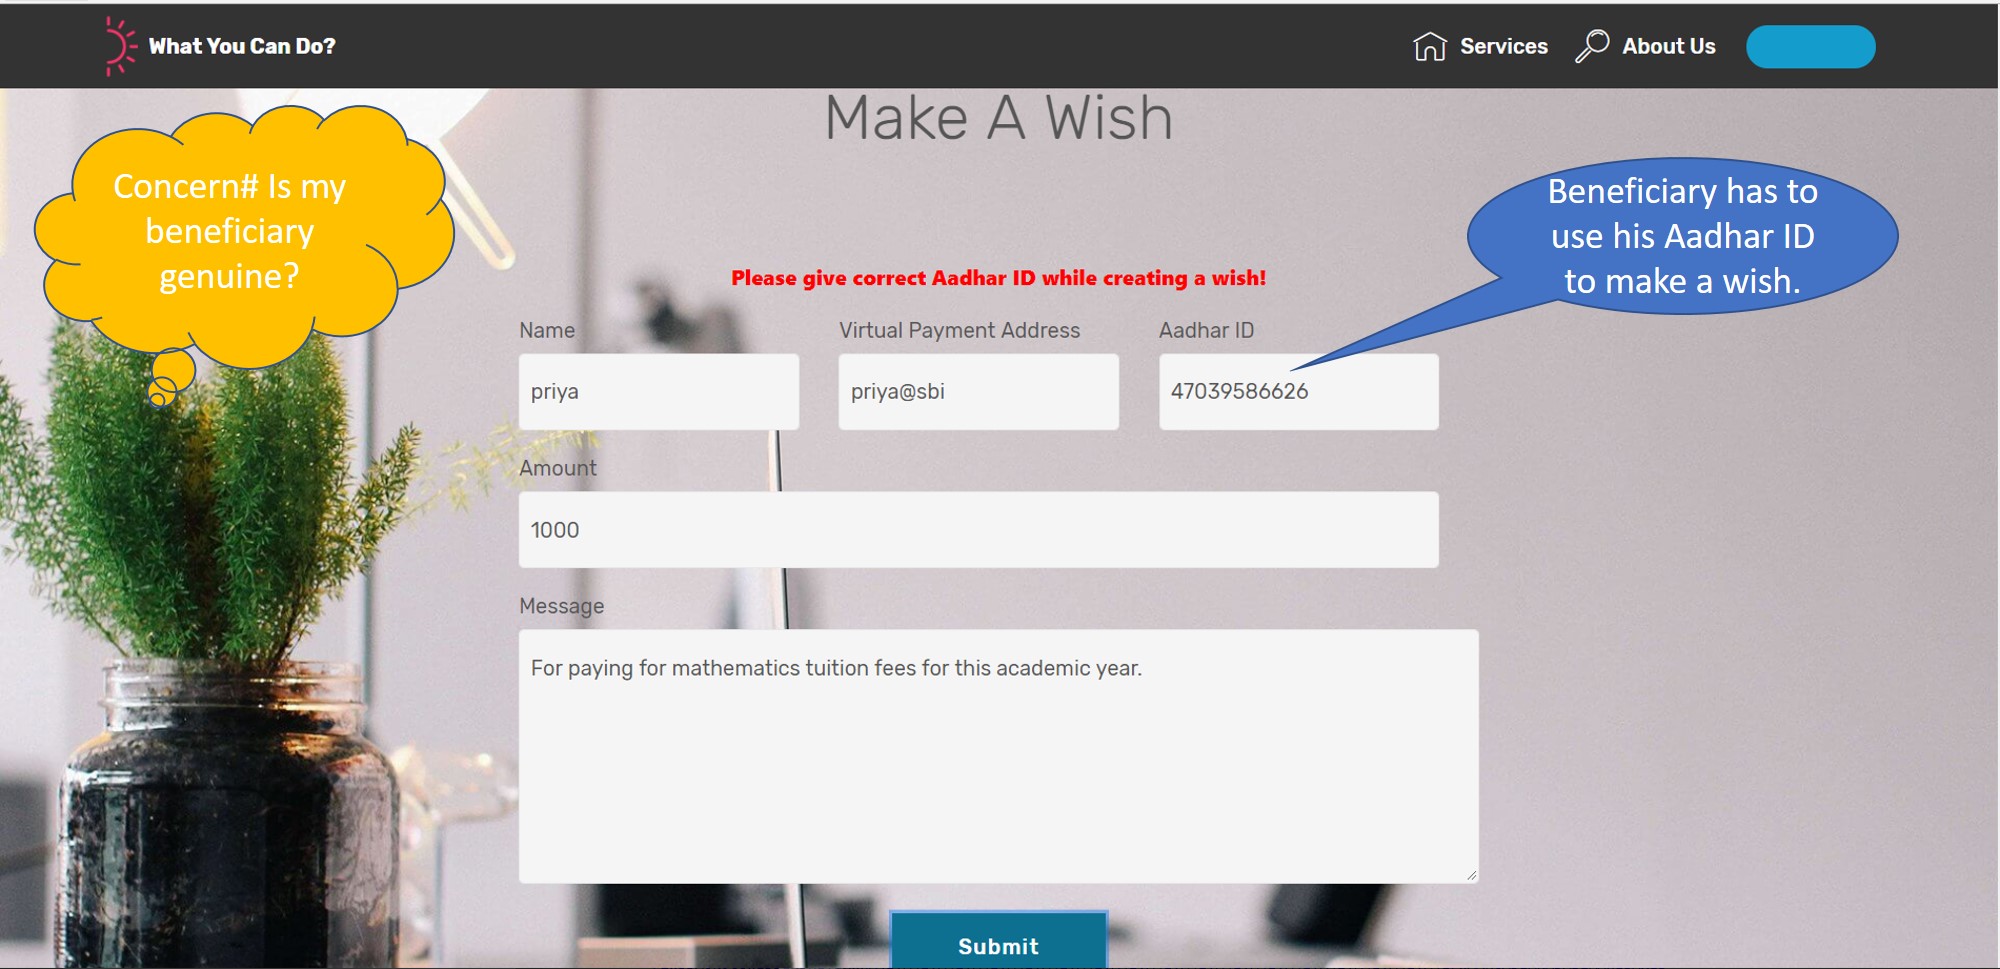 What You Can Do?
Services
About Us
Make A Wish
Concern# Is my
beneficiary
genuine?
Beneficiary has to
use his Aadhar ID
to make a wish.
Please give correct Aadhar ID while creating a wish!
Name
Virtual Payment Address
Aadhar ID
priya
priya@sbi
47039586626
Amount
1000
Message
For paying for mathematics tuition fees for this academic year.
Submit